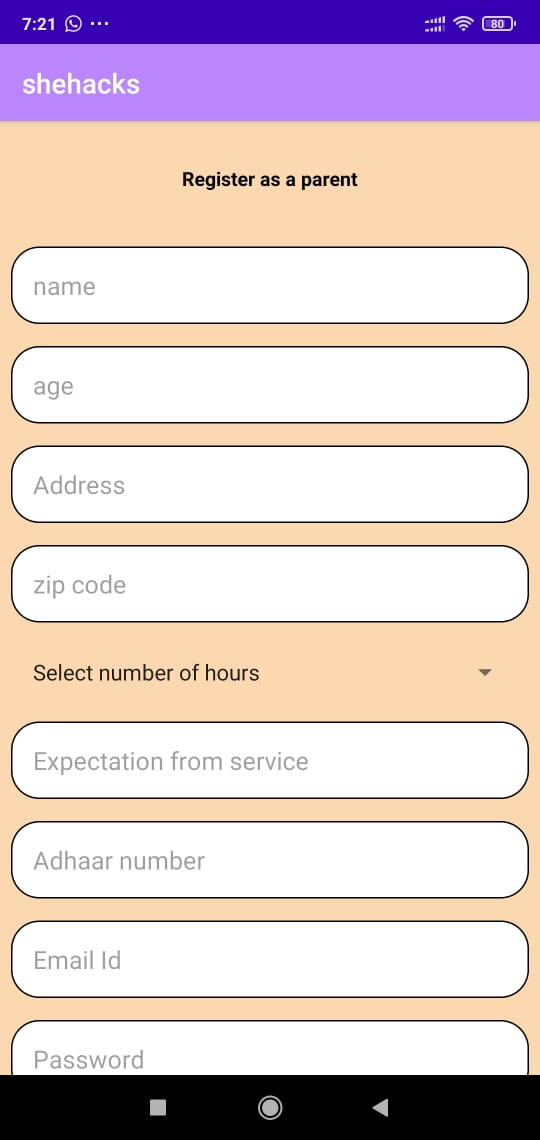 7:21
80
shehacks
Register as a parent
name
age
Address
zip code
Select number of hours
Expectation from service
Adhaar number
Email Id
Password